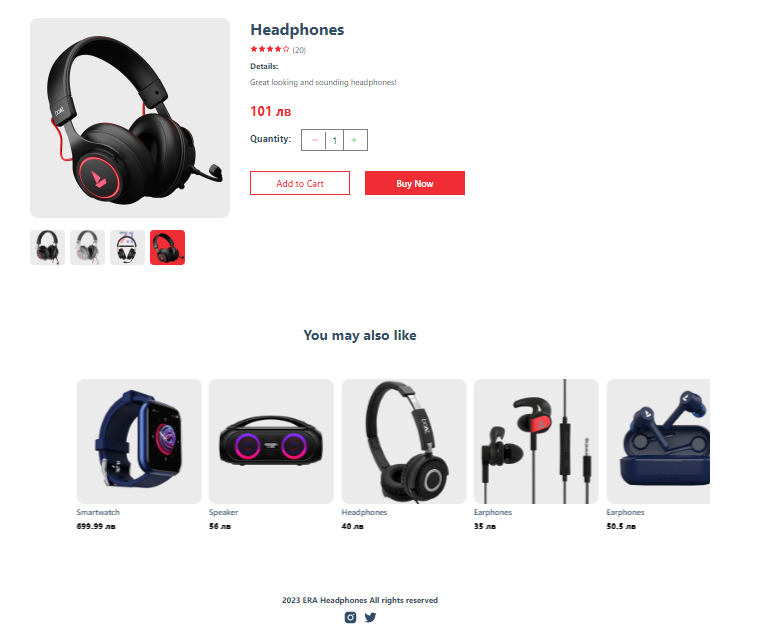 Headphones
(20)
Details:
Great looking and sounding headphones!
101 лв
Quantity: − 1 +
Add to Cart Buy Now
You may also like
Smartwatch Speaker Headphones Earphones Earphones
699.99 лв 56 лв 40 лв 35 лв 50.5 лв
2023 ERA Headphones All rights reserved